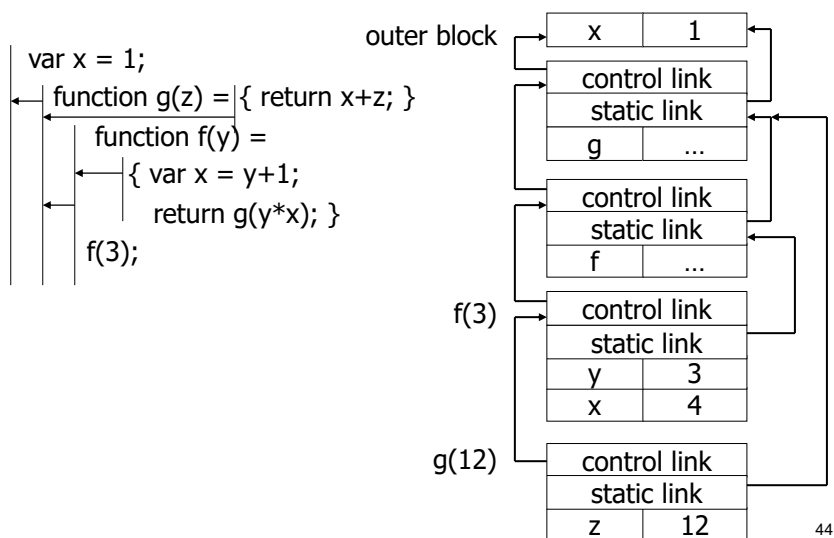 var x = 1;
function g(z) = { return x+z; }
function f(y) =
{ var x = y+1;
return g(y*x); }
f(3);
outer block
x 1
control link
static link
g ...
control link
static link
f ...
f(3)
control link
static link
y 3
x 4
g(12)
control link
static link
z 12
44